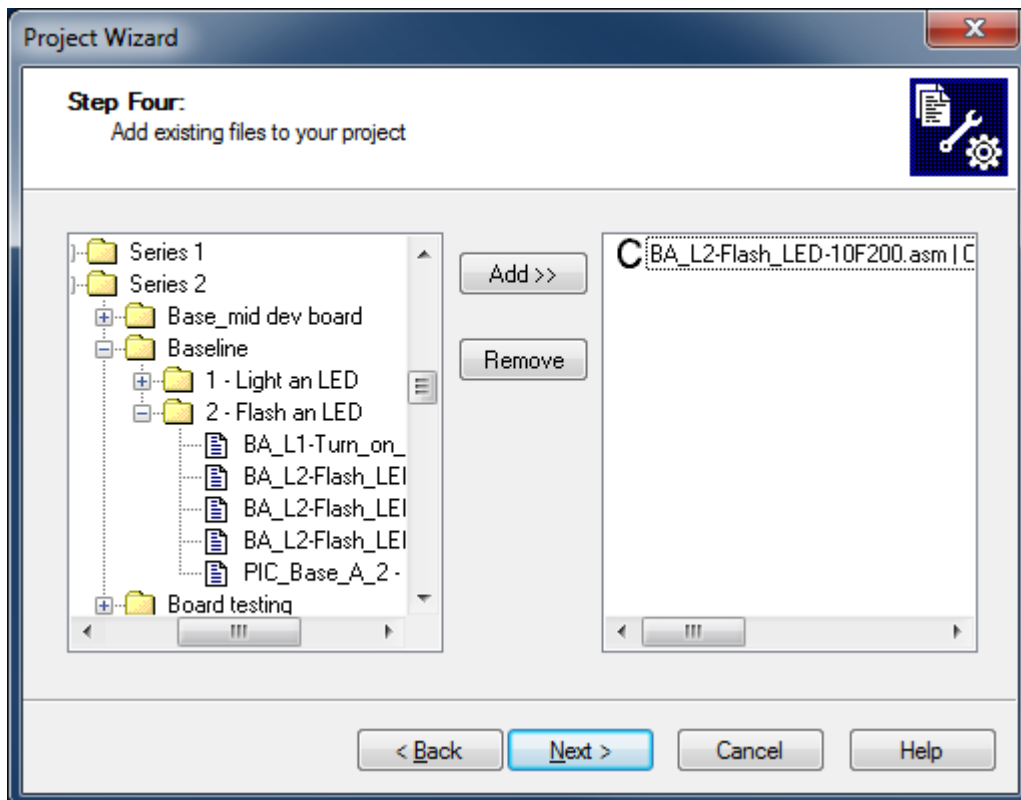 Project Wizard
Step Four:
Add existing files to your project
Series 1
Series 2
Base_mid dev board
Baseline
1 - Light an LED
2 - Flash an LED
BA_L1-Turn_on_
BA_L2-Flash_LEI
BA_L2-Flash_LEI
BA_L2-Flash_LEI
PIC_Base_A_2 -
Board testing
Add >>
Remove
C BA_L2-Flash_LED-10F200.asm | C
< Back
Next >
Cancel
Help